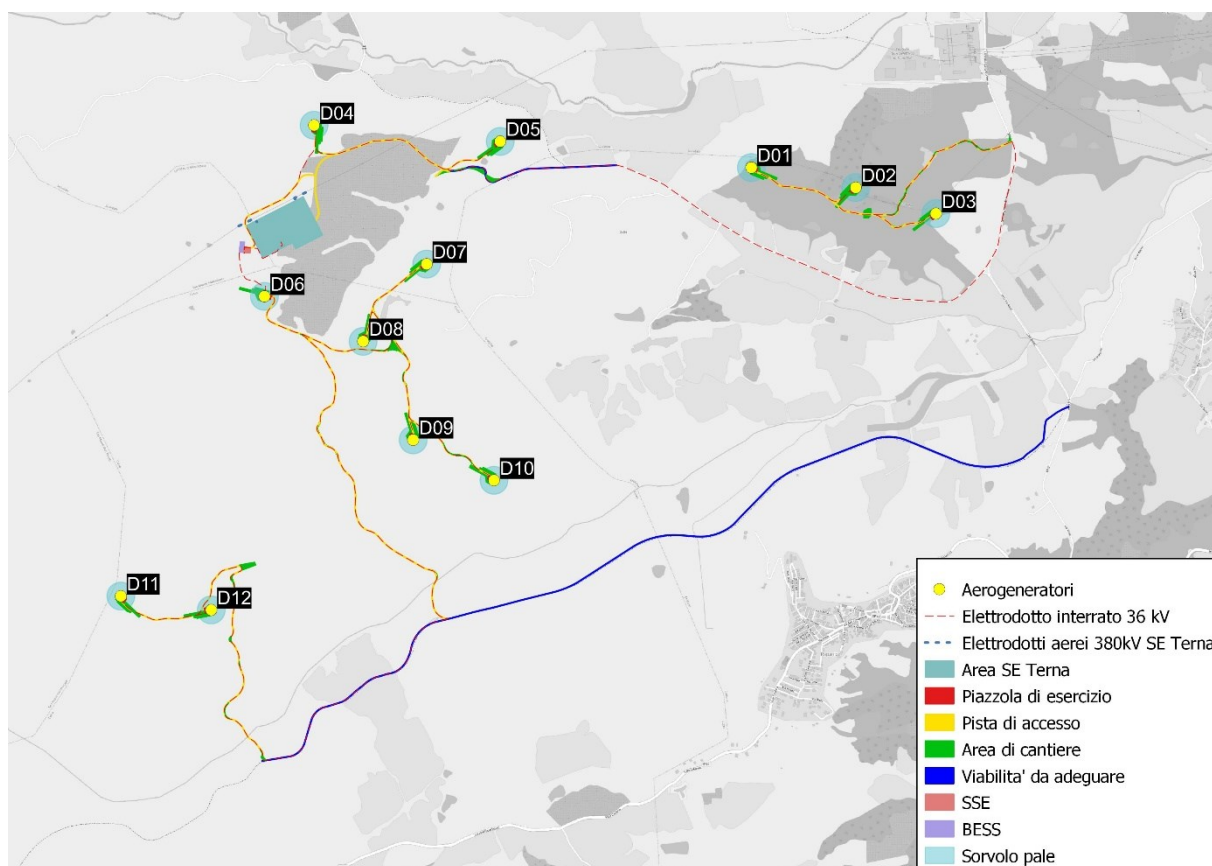 D04
D05
D01
D02
D03
D07
D06
D08
D09
D10
D11
D12
Aerogeneratori
Elettrodotto interrato 36 kV
Elettrodotti aerei 380kV SE Terna
Area SE Terna
Piazzola di esercizio
Pista di accesso
Area di cantiere
Viabilita' da adeguare
SSE
BESS
Sorvolo pale